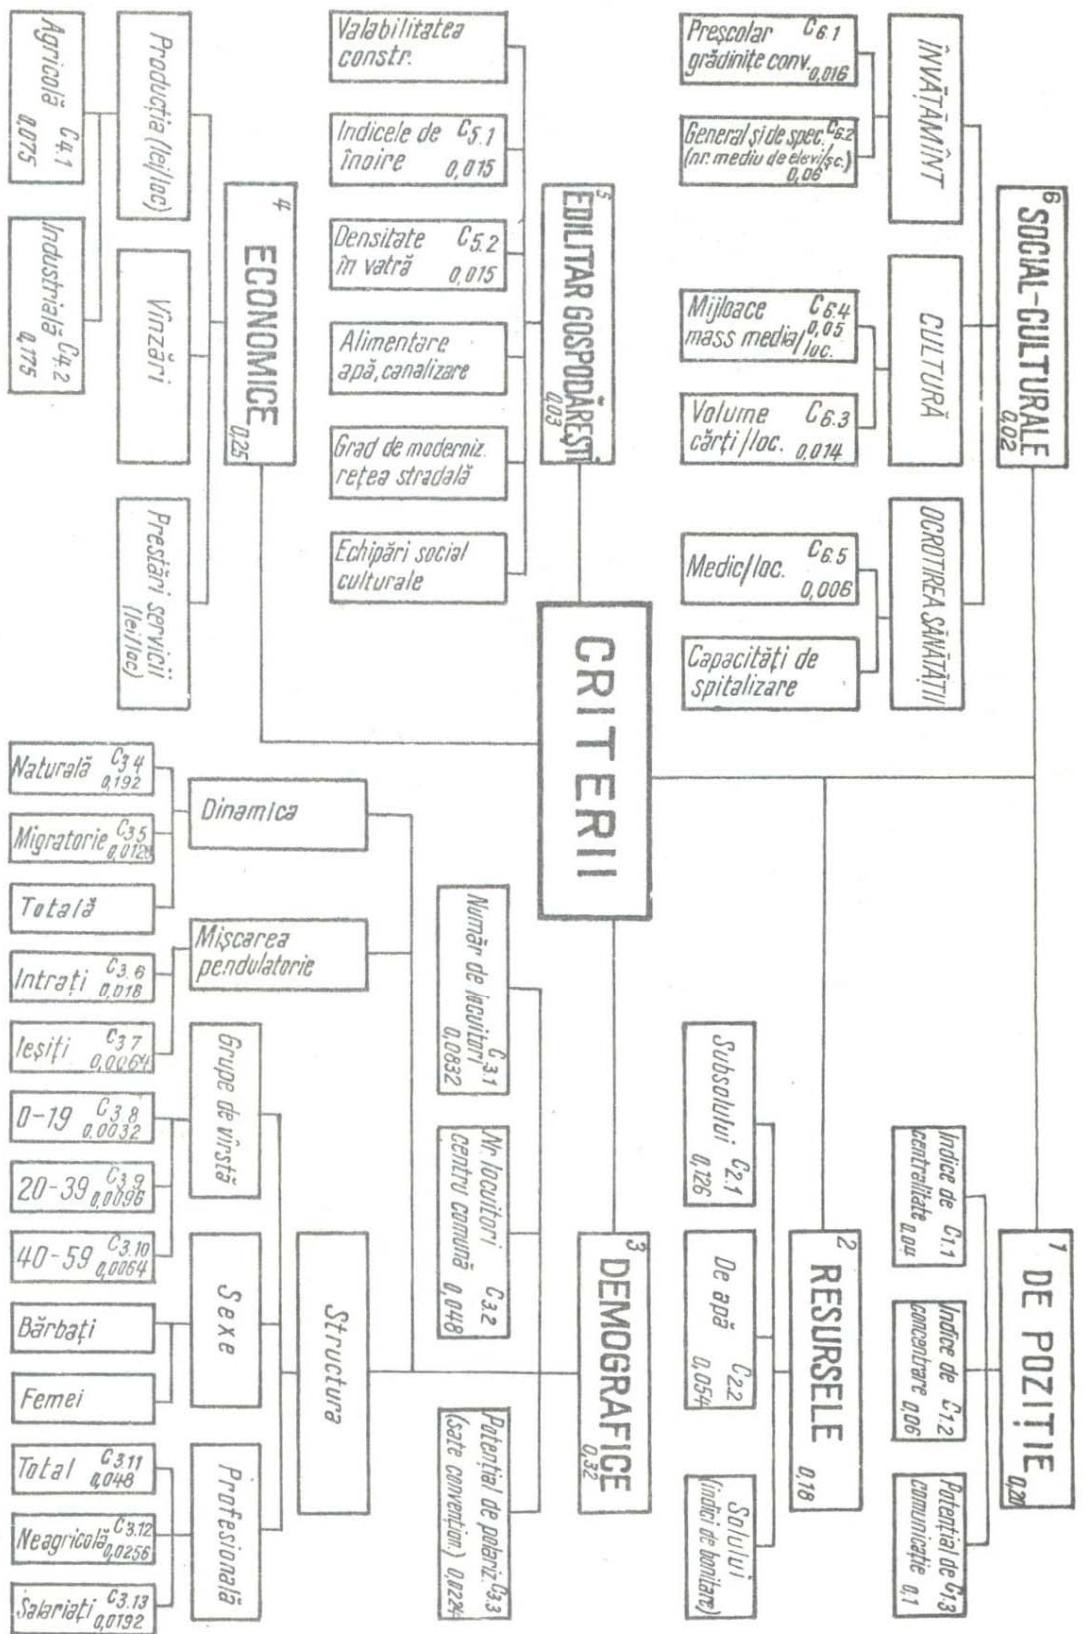 CRITERII
1
DE POZIȚIE
0,20
Indice de C1.1
centralitate 0,04
Indice de C1.2
concentrare 0,06
Potențial de C1.3
comunicație 0,1
2
RESURSELE
0,18
Subsolului C2.1
0,126
De apă C2.2
0,054
Solului
(indici de bonitare)
3
DEMOGRAFICE
0,32
Număr de locuitori C3.1
0,0832
Nr. locuitori C3.2
centru comună 0,048
Potențial de polariz. C3.3
(sate convențion.) 0,0224
Dinamica
Naturală C3.4
0,192
Migratorie C3.5
0,0128
Totală
Mișcarea
pendulatorie
Intrați C3.6
0,018
Ieșiți C3.7
0,0064
Structura
Grupe de vîrstă
0-19 C3.8
0,0032
20-39 C3.9
0,0096
40-59 C3.10
0,0064
Sexe
Bărbați
Femei
Profesională
Total C3.11
0,048
Neagricolă C3.12
0,0256
Salariați C3.13
0,0192
4
ECONOMICE
0,25
Producția (lei/loc)
Agricolă C4.1
0,075
Industrială C4.2
0,175
Vînzări
Prestări servicii
(lei/loc)
5
EDILITAR GOSPODĂREȘTI
0,03
Valabilitatea
constr.
Indicele de C5.1
înoire 0,015
Densitate C5.2
în vatră 0,015
Alimentare
apă, canalizare
Grad de moderniz.
rețea stradală
Echipări social
culturale
6
SOCIAL-CULTURALE
0,02
ÎNVĂȚĂMÎNT
Preșcolar C6.1
grădinițe conv. 0,016
General și de spec. C6.2
(nr. mediu de elevi/șc.)
0,06
CULTURĂ
Mijloace C6.4
mass media/loc. 0,05
Volume C6.3
cărți/loc. 0,014
OCROTIREA SĂNĂTĂȚII
Medic/loc. C6.5
0,006
Capacități de
spitalizare